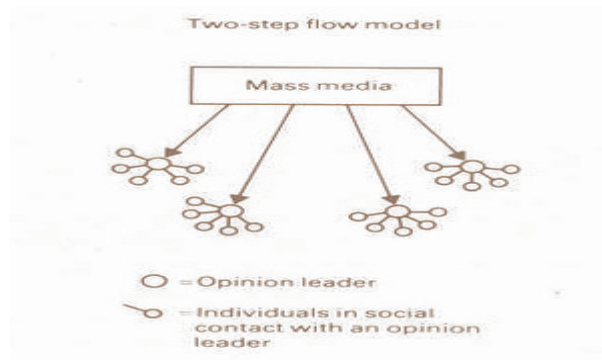 Two-step flow model
Mass media
= Opinion leader
= Individuals in social
contact with an opinion
leader